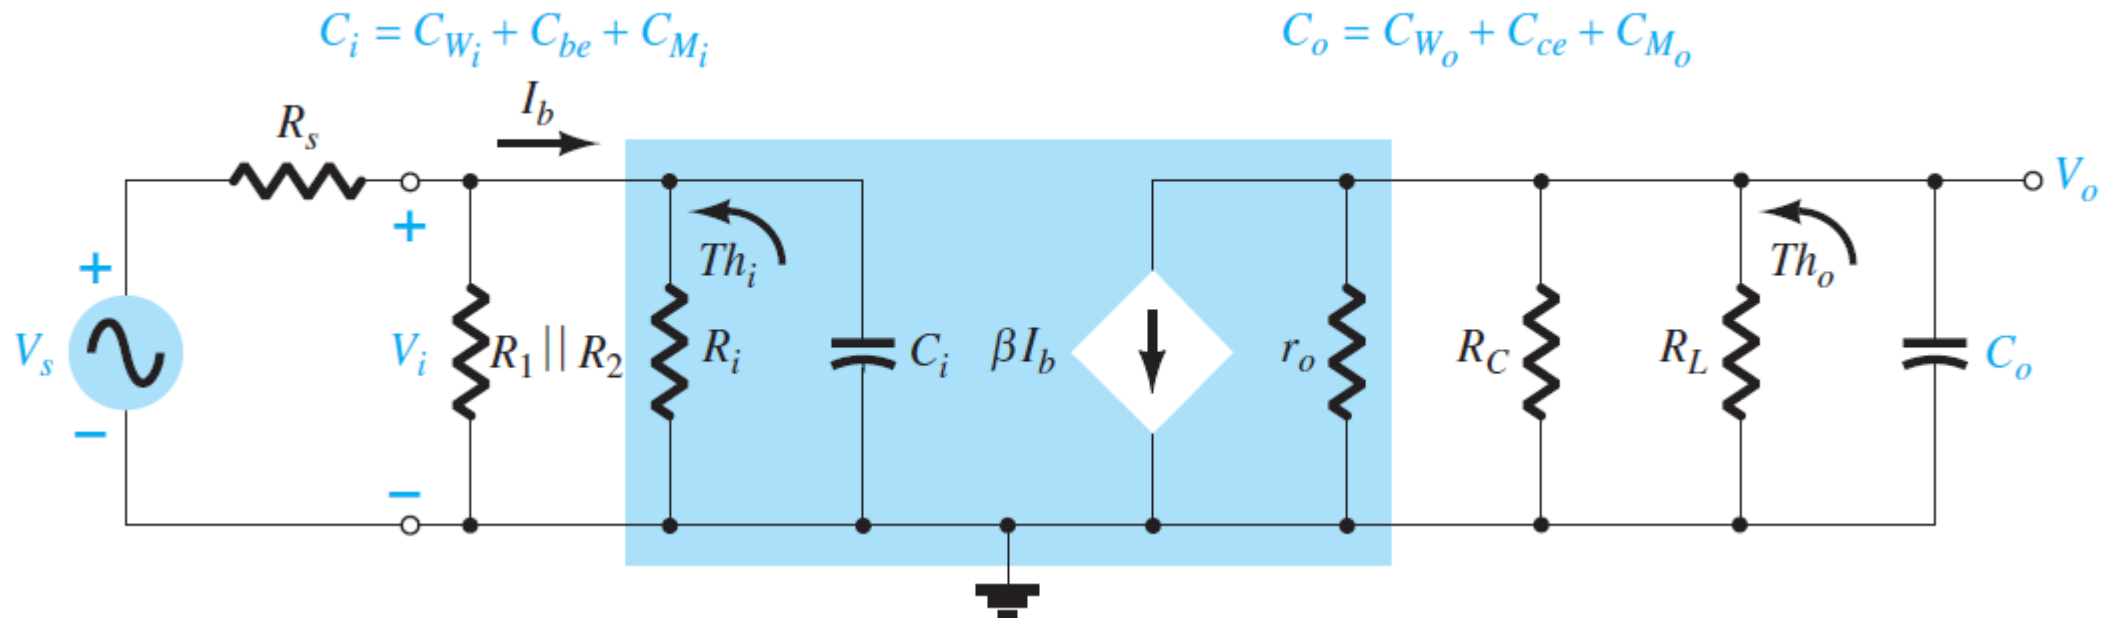 C_i = C_{W_i} + C_{be} + C_{M_i}
C_o = C_{W_o} + C_{ce} + C_{M_o}
I_b
R_s
V_o
+
Th_i
Th_o
+
V_s
V_i
R_1 || R_2
R_i
C_i
βI_b
r_o
R_C
R_L
C_o
−
−